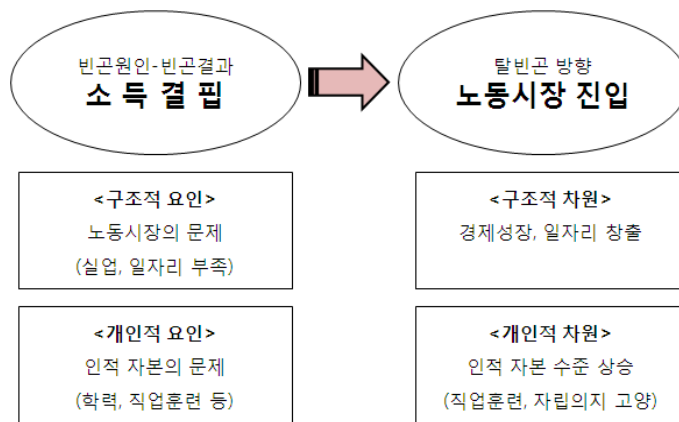 빈곤원인-빈곤결과
소 득 결 핍
탈빈곤 방향
노동시장 진입
<구조적 요인>
노동시장의 문제
(실업, 일자리 부족)
<구조적 차원>
경제성장, 일자리 창출
<개인적 요인>
인적 자본의 문제
(학력, 직업훈련 등)
<개인적 차원>
인적 자본 수준 상승
(직업훈련, 자립의지 고양)